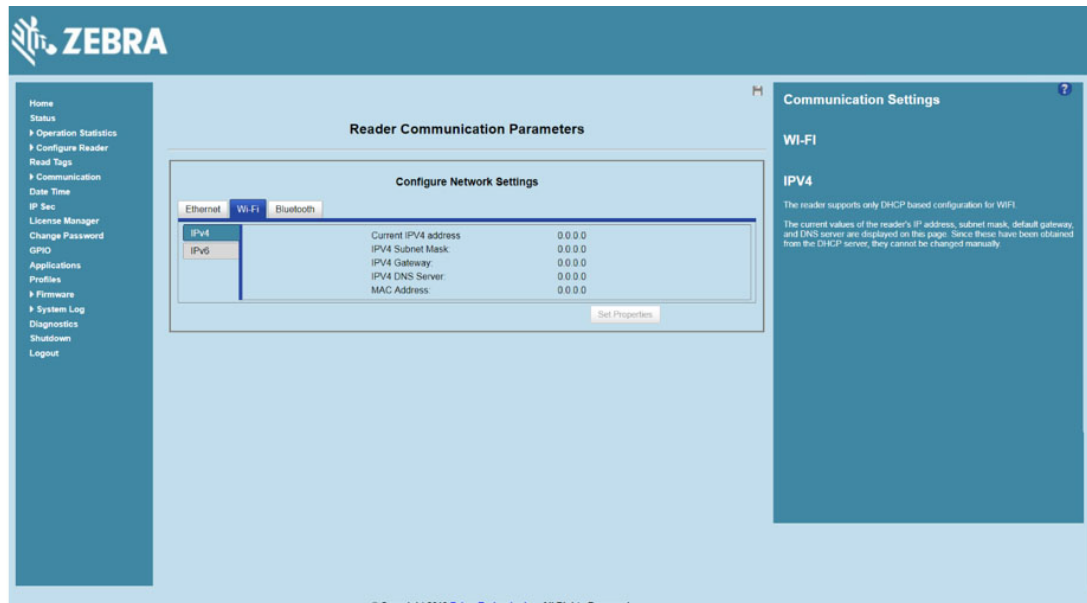 ZEBRA
Home
Status
Operation Statistics
Configure Reader
Read Tags
Communication
Date Time
IP Sec
License Manager
Change Password
GPIO
Applications
Profiles
Firmware
System Log
Diagnostics
Shutdown
Logout
Reader Communication Parameters
Configure Network Settings
Ethernet Wi-Fi Bluetooth
IPv4
IPv6
Current IPV4 address 0.0.0.0
IPV4 Subnet Mask: 0.0.0.0
IPV4 Gateway: 0.0.0.0
IPV4 DNS Server: 0.0.0.0
MAC Address: 0.0.0.0
Set Properties
?
Communication Settings
WI-FI
IPV4
The reader supports only DHCP based configuration for WIFI.
The current values of the reader's IP address, subnet mask, default gateway,
and DNS server are displayed on this page. Since these have been obtained
from the DHCP server, they cannot be changed manually.